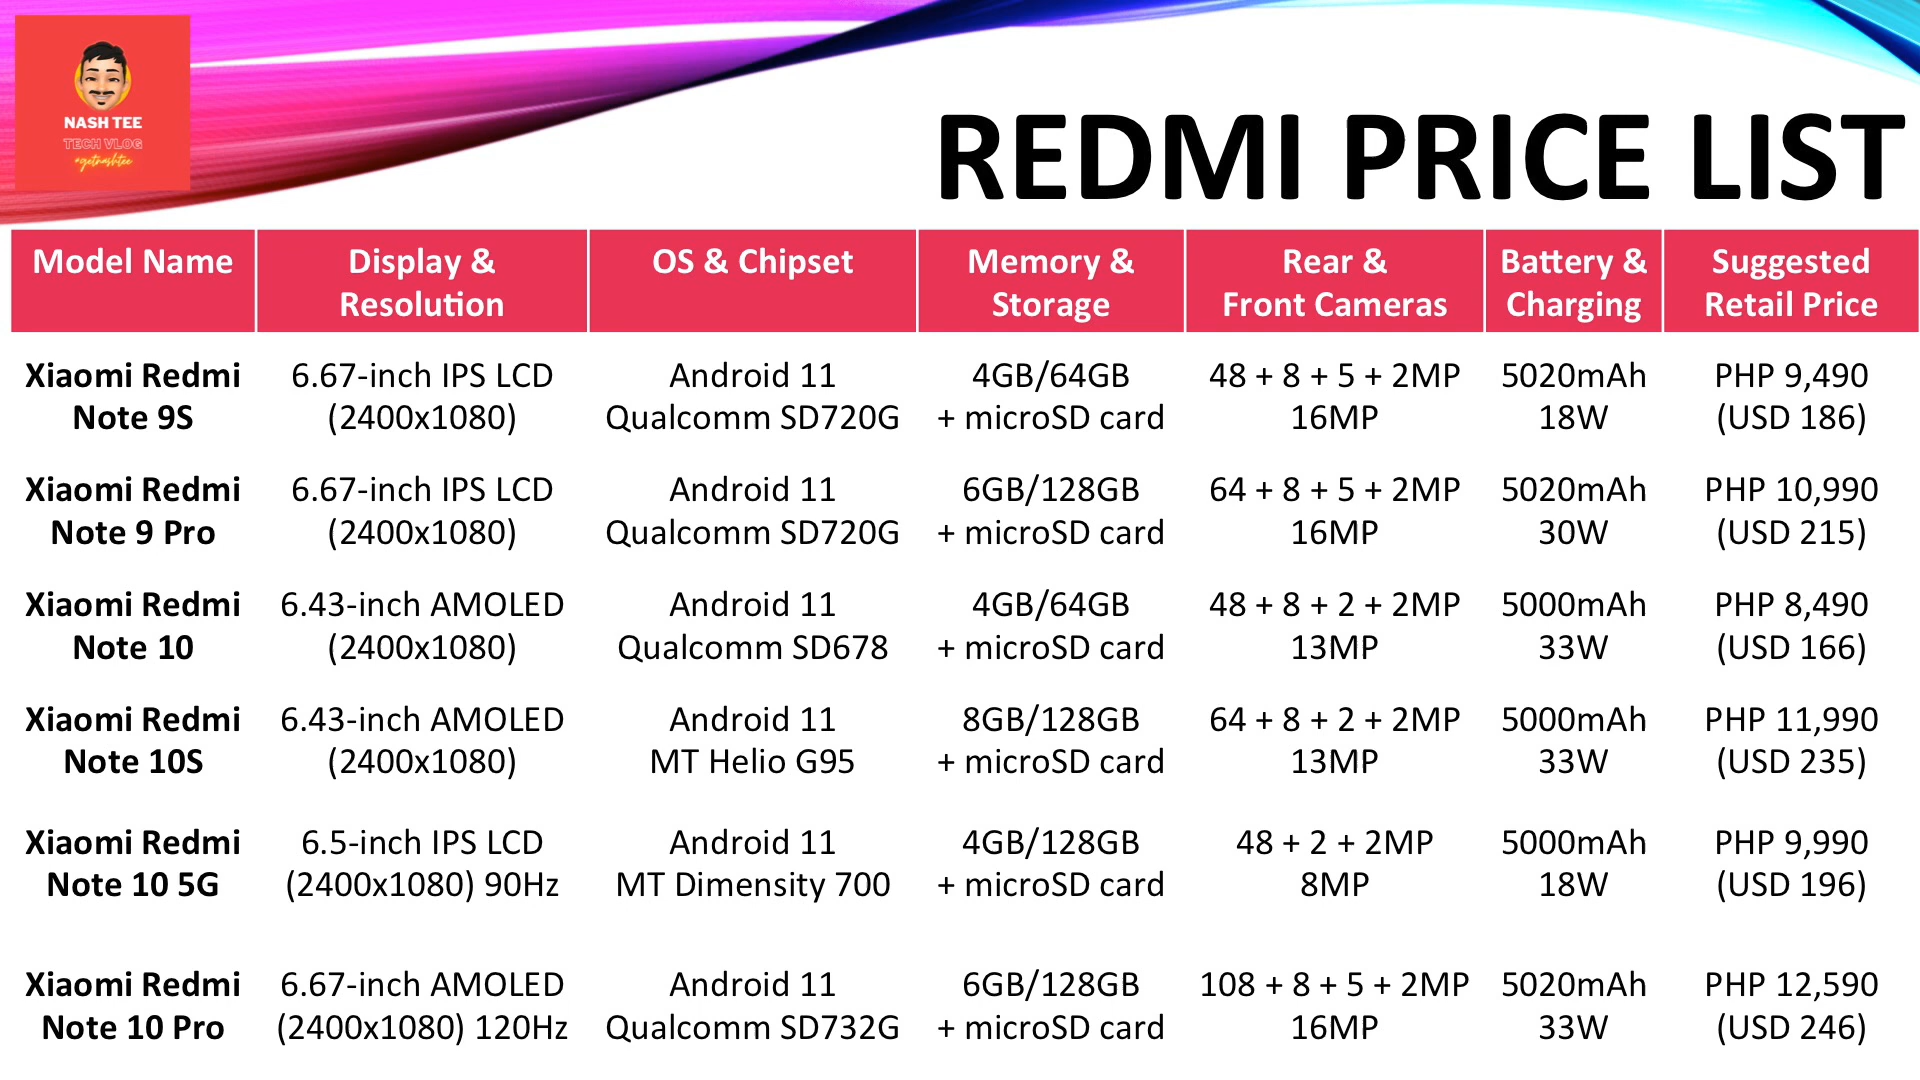 NASH TEE
TECH VLOG
#getnashtee
REDMI PRICE LIST
Model Name
Display &
Resolution
OS & Chipset
Memory &
Storage
Rear &
Front Cameras
Battery &
Charging
Suggested
Retail Price
Xiaomi Redmi
Note 9S
6.67-inch IPS LCD
(2400x1080)
Android 11
Qualcomm SD720G
4GB/64GB
+ microSD card
48 + 8 + 5 + 2MP
16MP
5020mAh
18W
PHP 9,490
(USD 186)
Xiaomi Redmi
Note 9 Pro
6.67-inch IPS LCD
(2400x1080)
Android 11
Qualcomm SD720G
6GB/128GB
+ microSD card
64 + 8 + 5 + 2MP
16MP
5020mAh
30W
PHP 10,990
(USD 215)
Xiaomi Redmi
Note 10
6.43-inch AMOLED
(2400x1080)
Android 11
Qualcomm SD678
4GB/64GB
+ microSD card
48 + 8 + 2 + 2MP
13MP
5000mAh
33W
PHP 8,490
(USD 166)
Xiaomi Redmi
Note 10S
6.43-inch AMOLED
(2400x1080)
Android 11
MT Helio G95
8GB/128GB
+ microSD card
64 + 8 + 2 + 2MP
13MP
5000mAh
33W
PHP 11,990
(USD 235)
Xiaomi Redmi
Note 10 5G
6.5-inch IPS LCD
(2400x1080) 90Hz
Android 11
MT Dimensity 700
4GB/128GB
+ microSD card
48 + 2 + 2MP
8MP
5000mAh
18W
PHP 9,990
(USD 196)
Xiaomi Redmi
Note 10 Pro
6.67-inch AMOLED
(2400x1080) 120Hz
Android 11
Qualcomm SD732G
6GB/128GB
+ microSD card
108 + 8 + 5 + 2MP
16MP
5020mAh
33W
PHP 12,590
(USD 246)